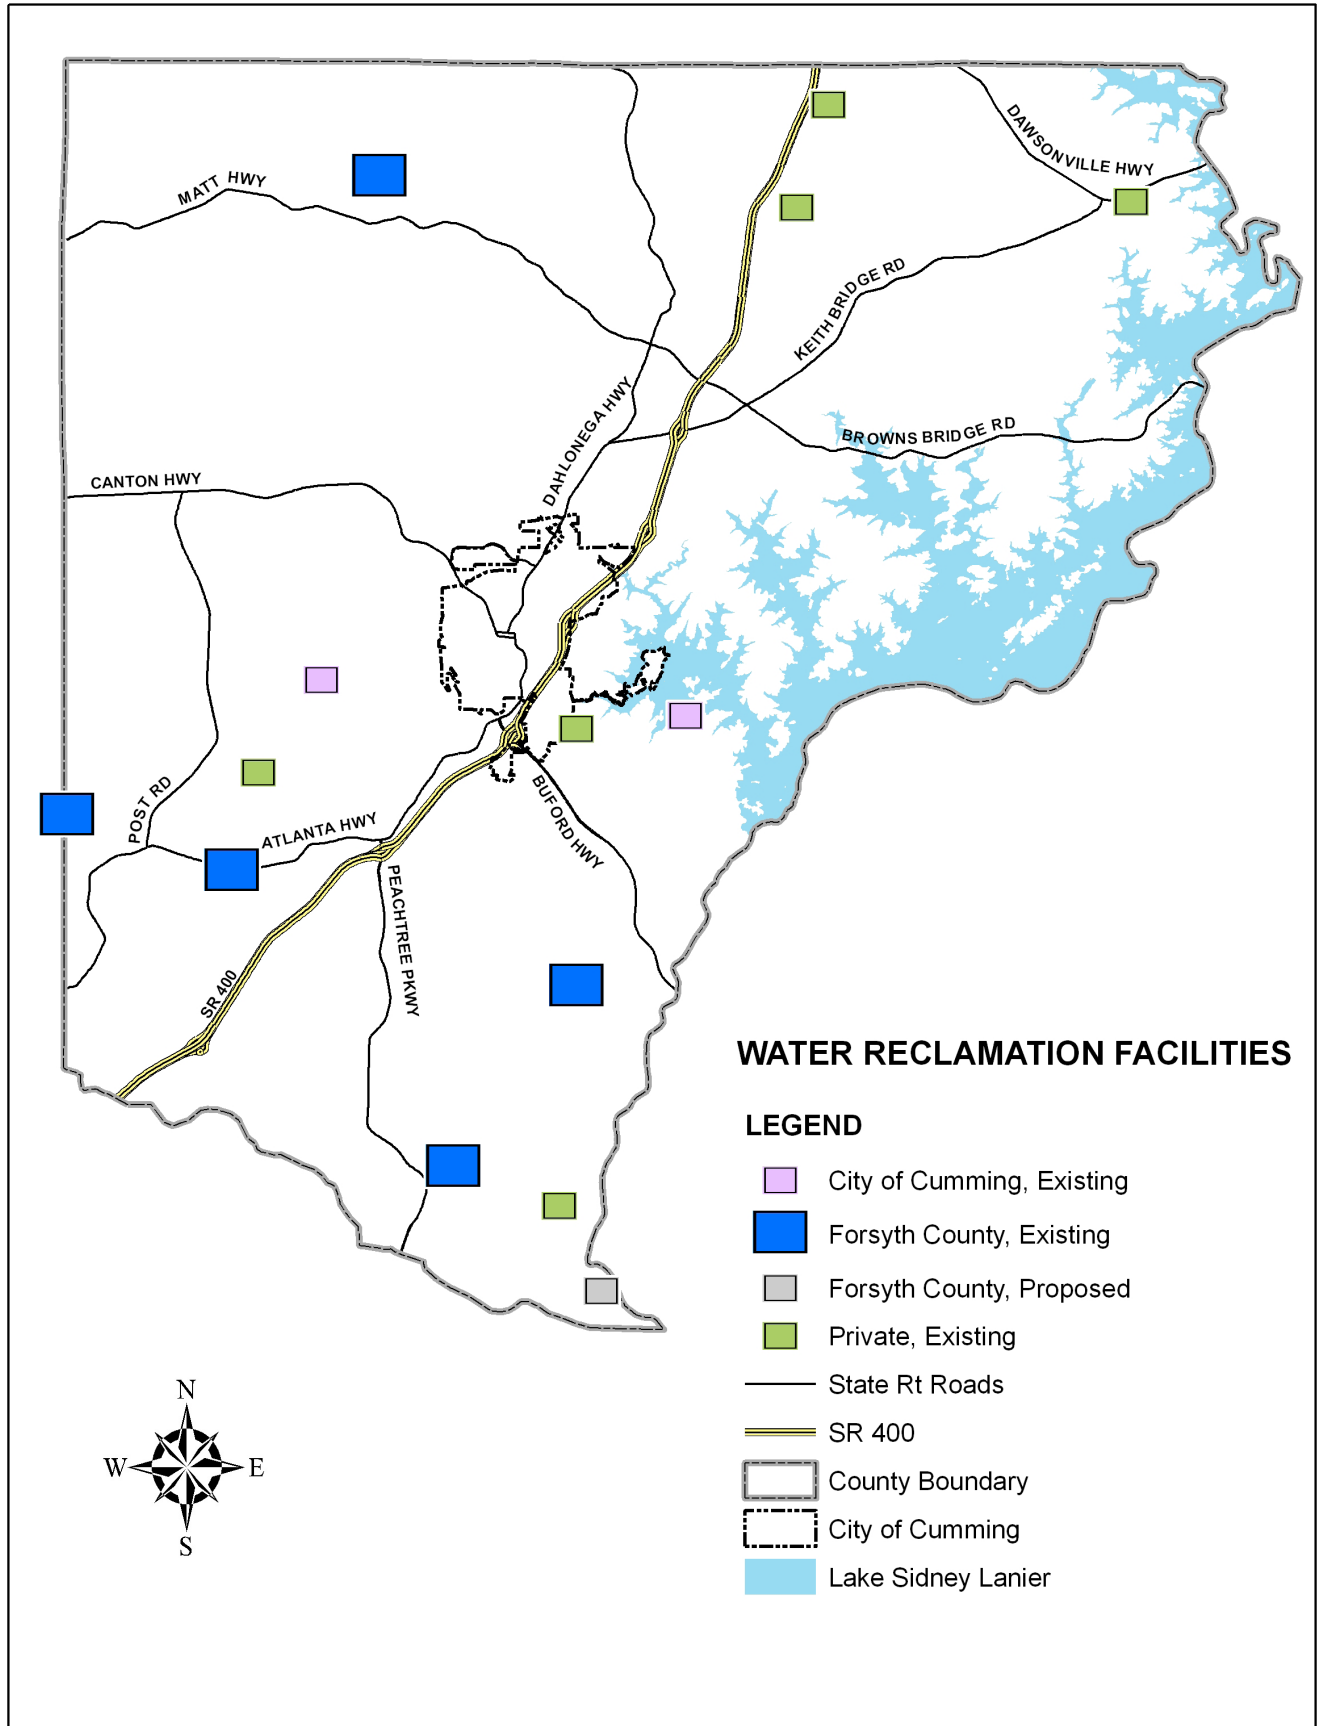 DAWSONVILLE HWY
MATT HWY
KEITH BRIDGE RD
DAHLONEGA HWY
BROWNS BRIDGE RD
CANTON HWY
POST RD
ATLANTA HWY
BUFORD HWY
PEACHTREE PKWY
SR 400
WATER RECLAMATION FACILITIES
LEGEND
City of Cumming, Existing
Forsyth County, Existing
Forsyth County, Proposed
Private, Existing
State Rt Roads
SR 400
County Boundary
City of Cumming
Lake Sidney Lanier
N
W E
S